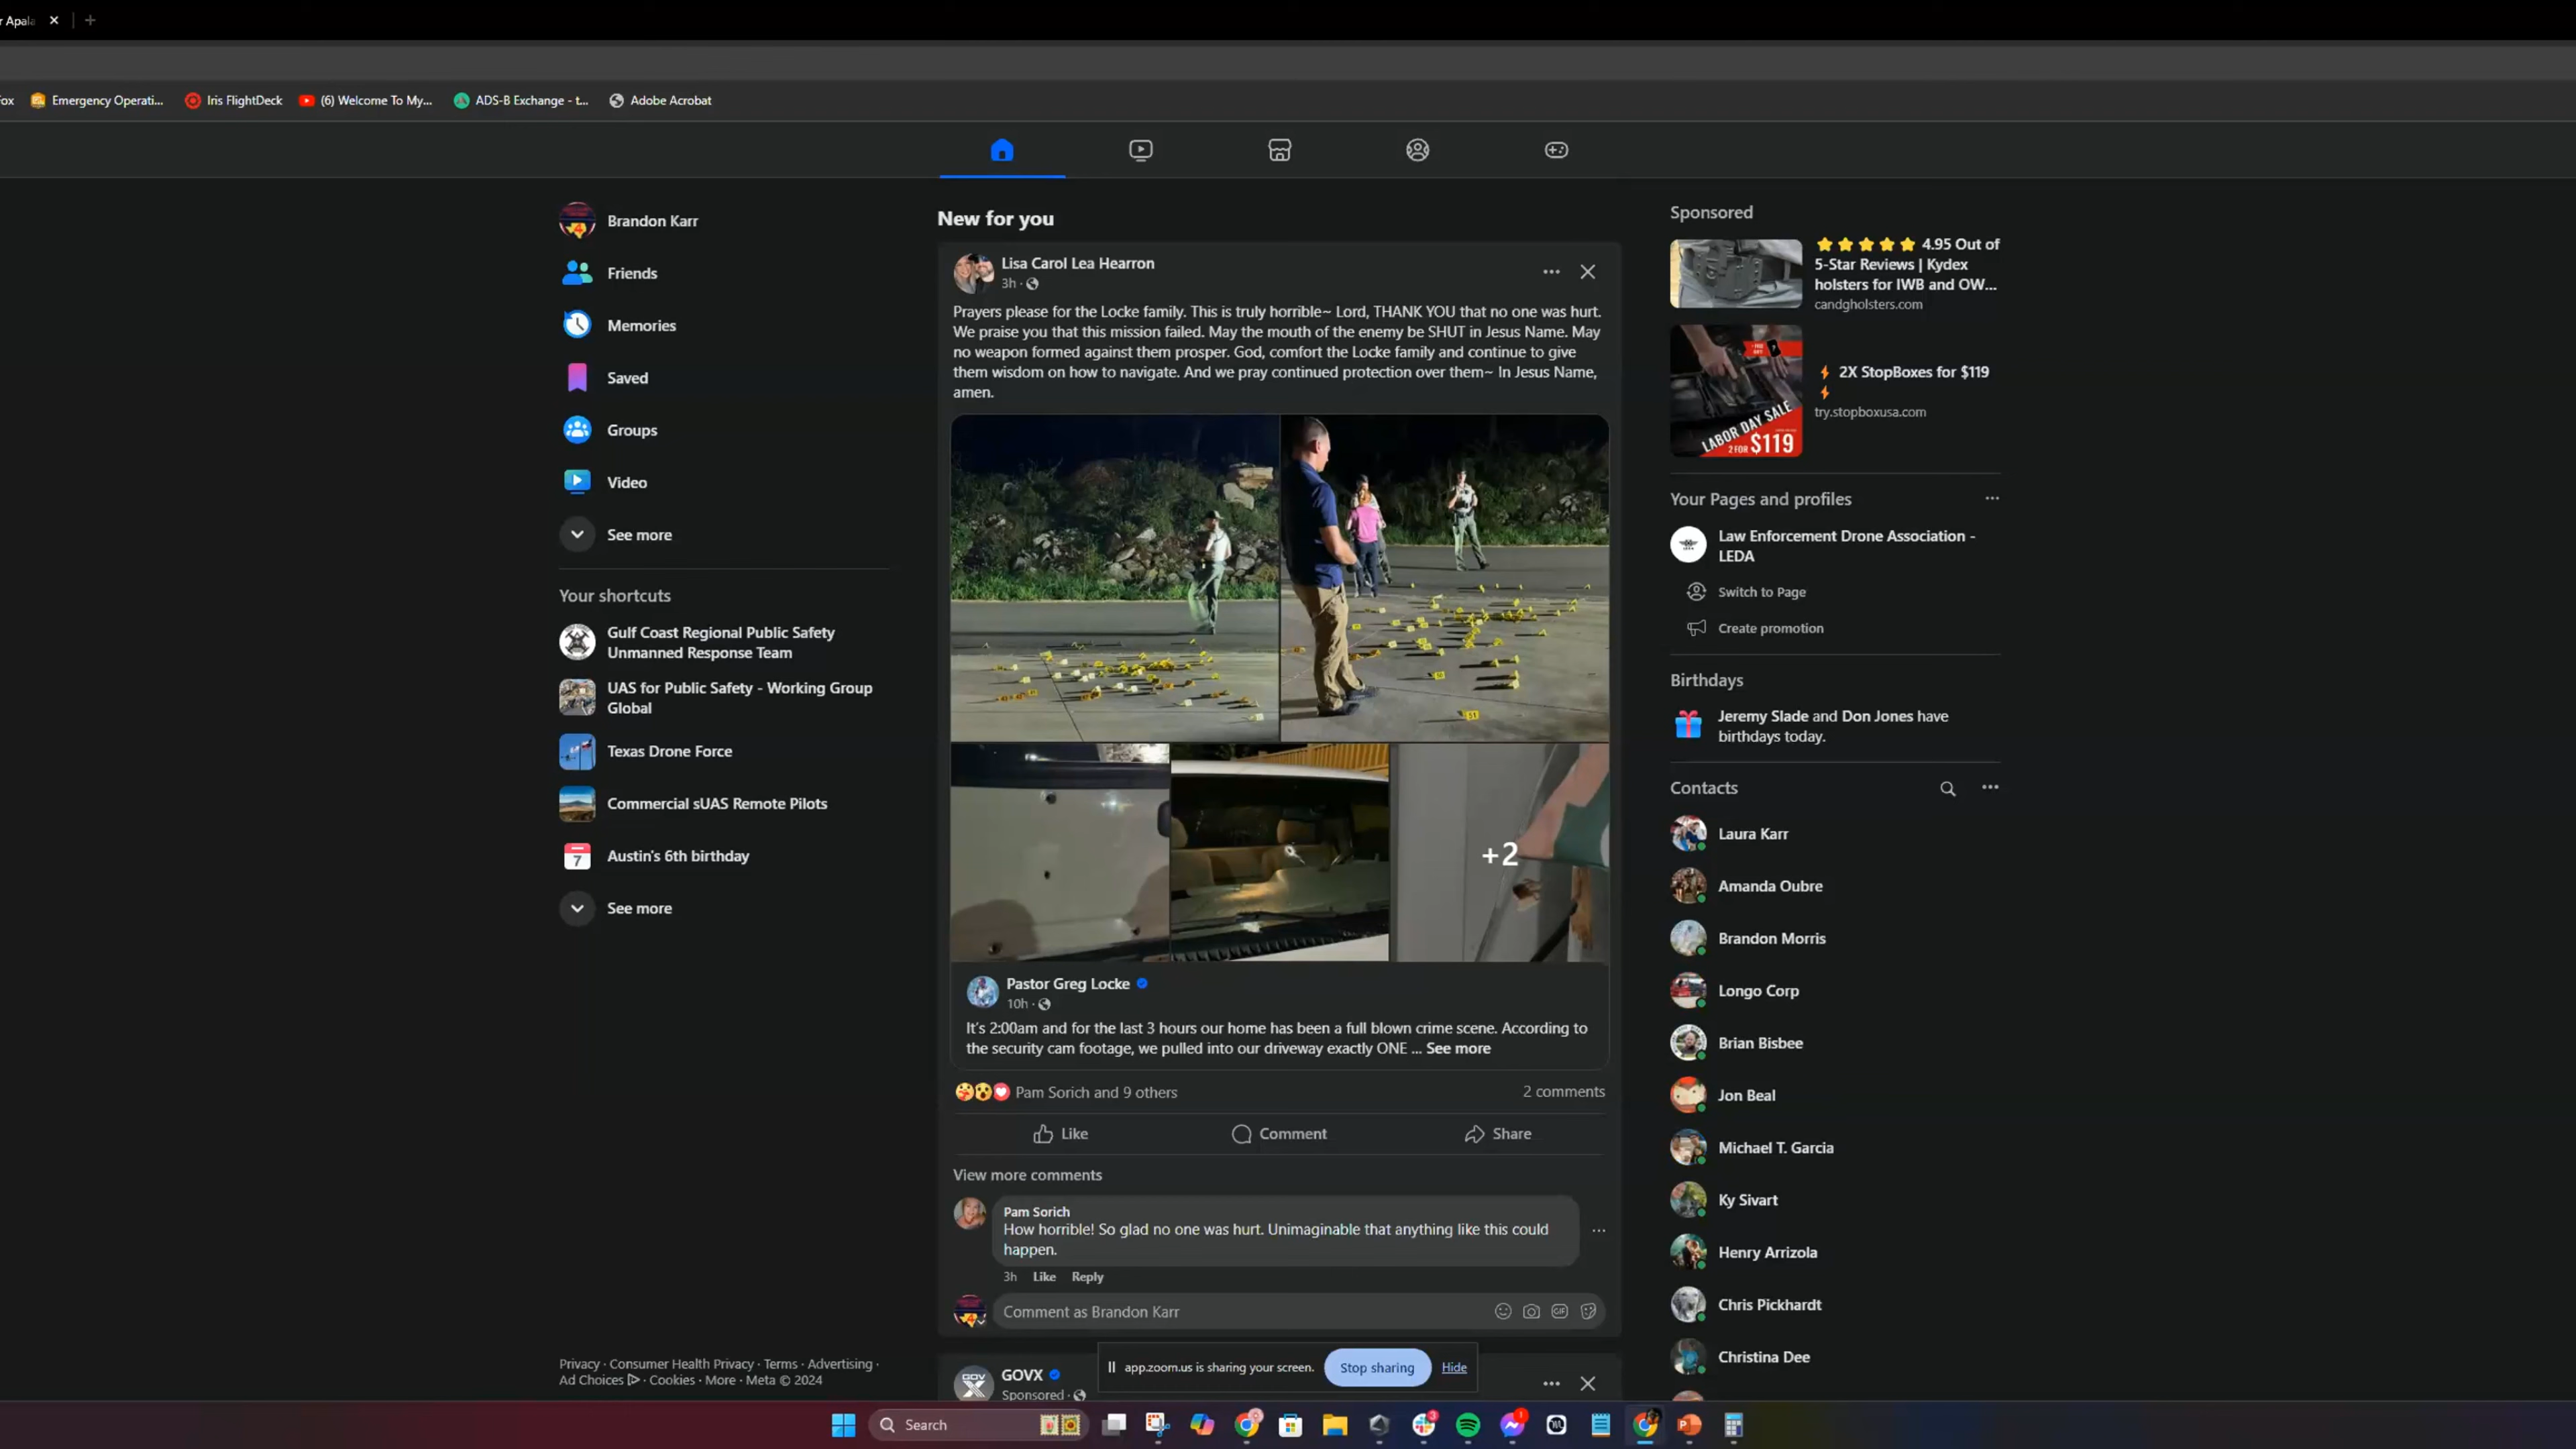 r Apala
ox
Emergency Operati...
Iris FlightDeck
(6) Welcome To My...
ADS-B Exchange - t...
Adobe Acrobat
Brandon Karr
Friends
Memories
Saved
Groups
Video
See more
Your shortcuts
Gulf Coast Regional Public Safety
Unmanned Response Team
UAS for Public Safety - Working Group
Global
Texas Drone Force
Commercial sUAS Remote Pilots
7
Austin's 6th birthday
See more
Privacy · Consumer Health Privacy · Terms · Advertising ·
Ad Choices · Cookies · More · Meta © 2024
New for you
Lisa Carol Lea Hearron
3h ·
Prayers please for the Locke family. This is truly horrible~ Lord, THANK YOU that no one was hurt.
We praise you that this mission failed. May the mouth of the enemy be SHUT in Jesus Name. May
no weapon formed against them prosper. God, comfort the Locke family and continue to give
them wisdom on how to navigate. And we pray continued protection over them~ In Jesus Name,
amen.
+2
Pastor Greg Locke
10h ·
It's 2:00am and for the last 3 hours our home has been a full blown crime scene. According to
the security cam footage, we pulled into our driveway exactly ONE ... See more
Pam Sorich and 9 others
2 comments
Like
Comment
Share
View more comments
Pam Sorich
How horrible! So glad no one was hurt. Unimaginable that anything like this could
happen.
3h Like Reply
Comment as Brandon Karr
GIF
GOVX
Sponsored ·
app.zoom.us is sharing your screen.
Stop sharing
Hide
Sponsored
4.95 Out of
5-Star Reviews | Kydex
holsters for IWB and OW...
candgholsters.com
LABOR DAY SALE
2 FOR $119
2X StopBoxes for $119
try.stopboxusa.com
Your Pages and profiles
Law Enforcement Drone Association -
LEDA
Switch to Page
Create promotion
Birthdays
Jeremy Slade and Don Jones have
birthdays today.
Contacts
Laura Karr
Amanda Oubre
Brandon Morris
Longo Corp
Brian Bisbee
Jon Beal
Michael T. Garcia
Ky Sivart
Henry Arrizola
Chris Pickhardt
Christina Dee
Search